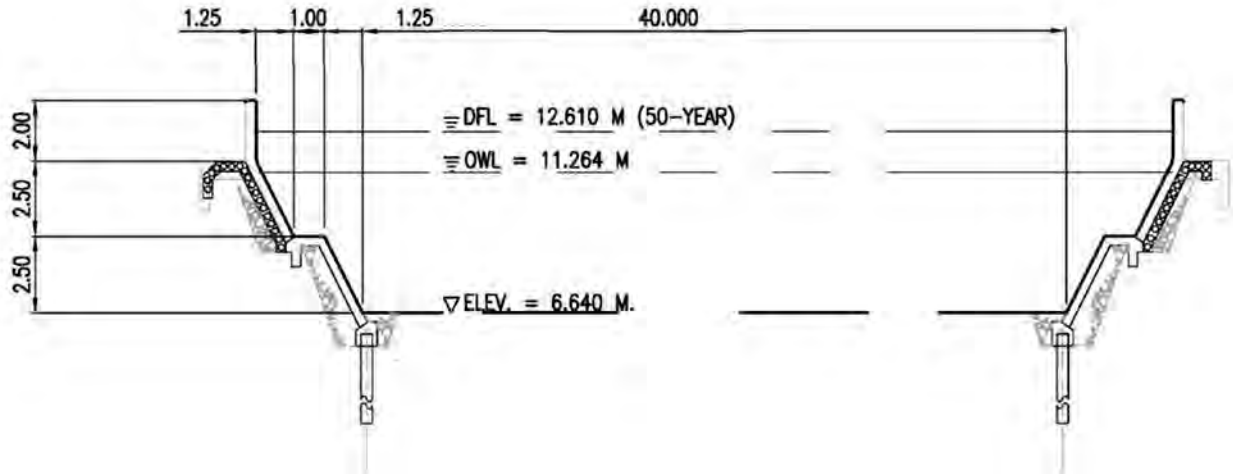 1.25 1.00 1.25 40.000
2.00
DFL = 12.610 M (50-YEAR)
OWL = 11.264 M
2.50
2.50
ELEV. = 6.640 M.